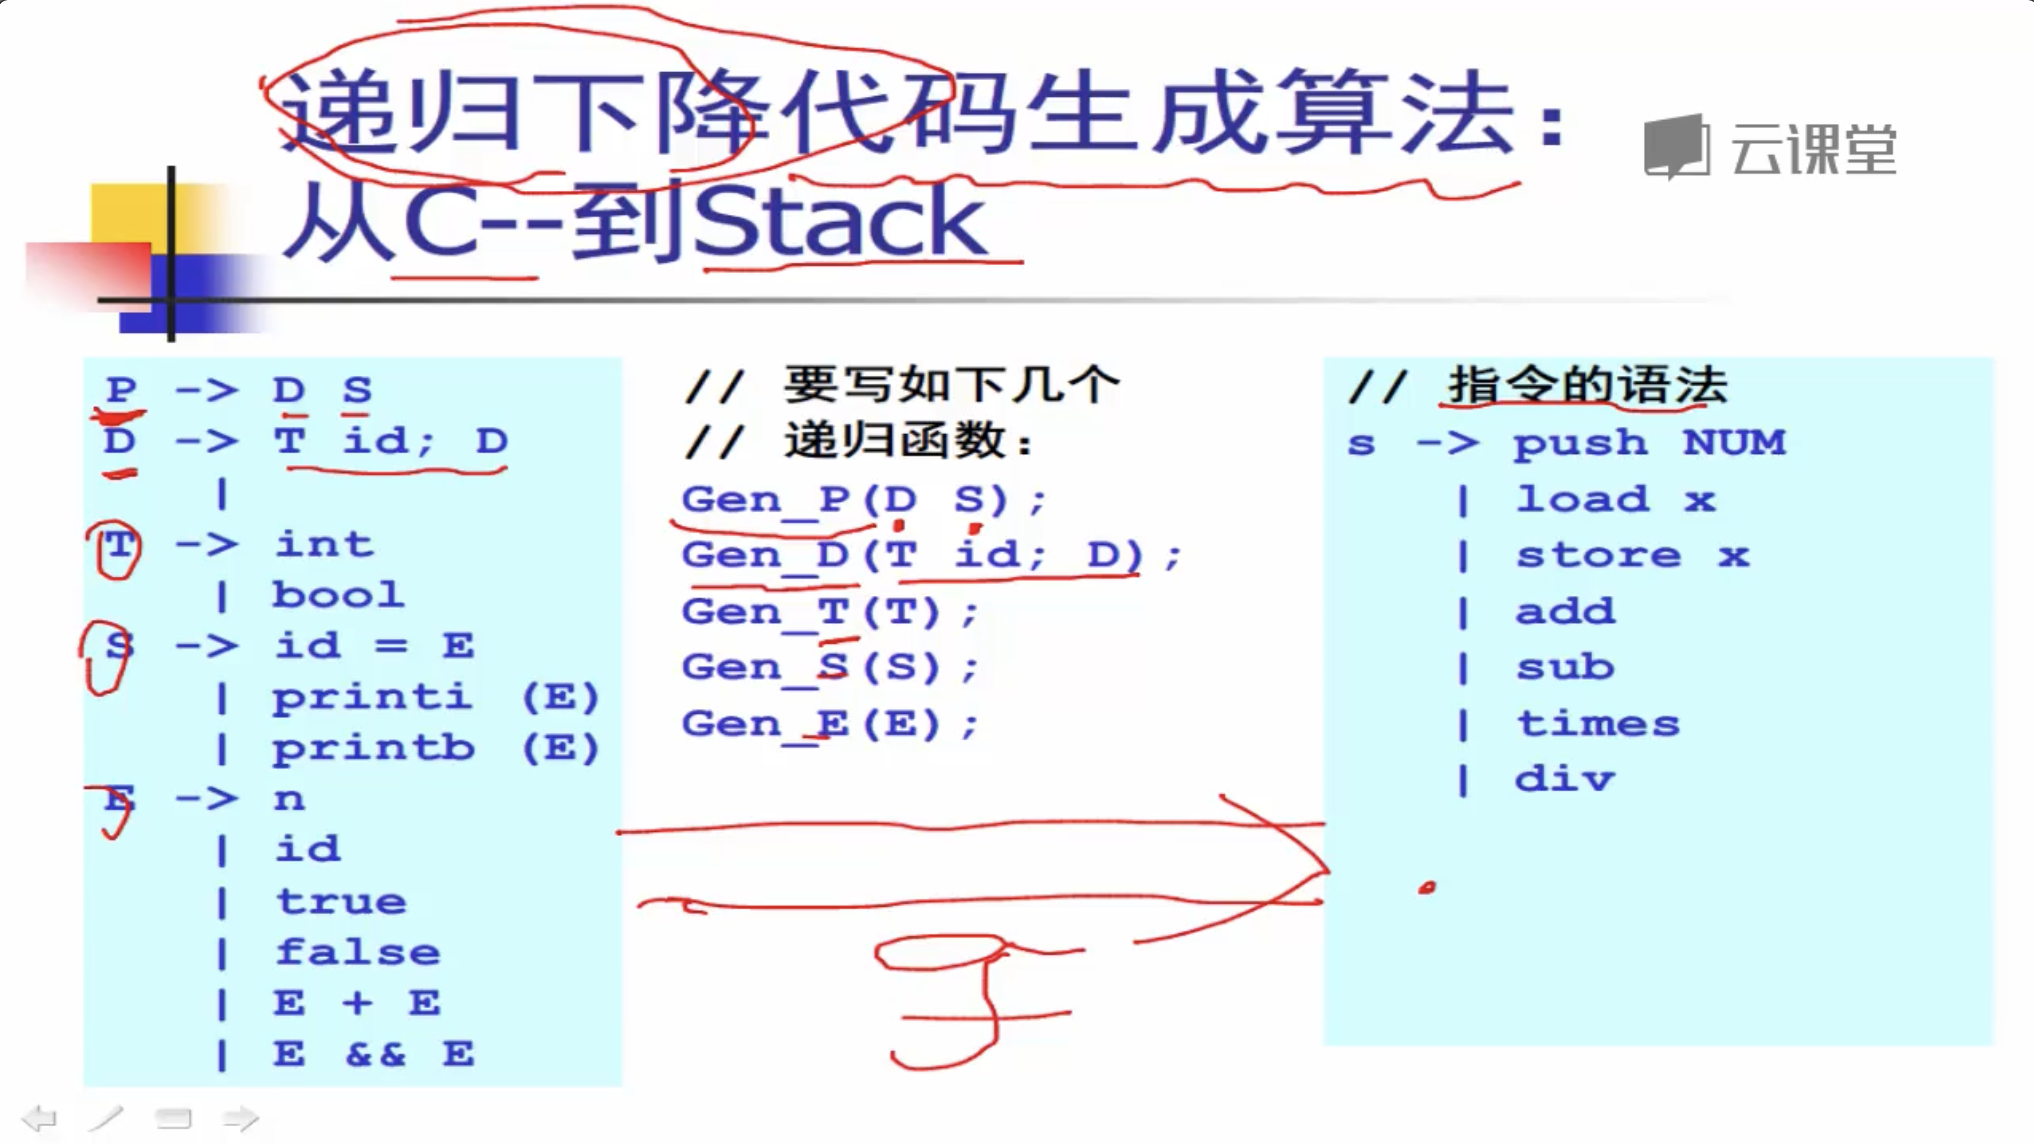 递归下降代码生成算法：
从C--到Stack
云课堂
P -> D S
D -> T id; D
|
T -> int
| bool
S -> id = E
| printi (E)
| printb (E)
E -> n
| id
| true
| false
| E + E
| E && E
// 要写如下几个
// 递归函数：
Gen_P(D S);
Gen_D(T id; D);
Gen_T(T);
Gen_S(S);
Gen_E(E);
// 指令的语法
s -> push NUM
| load x
| store x
| add
| sub
| times
| div